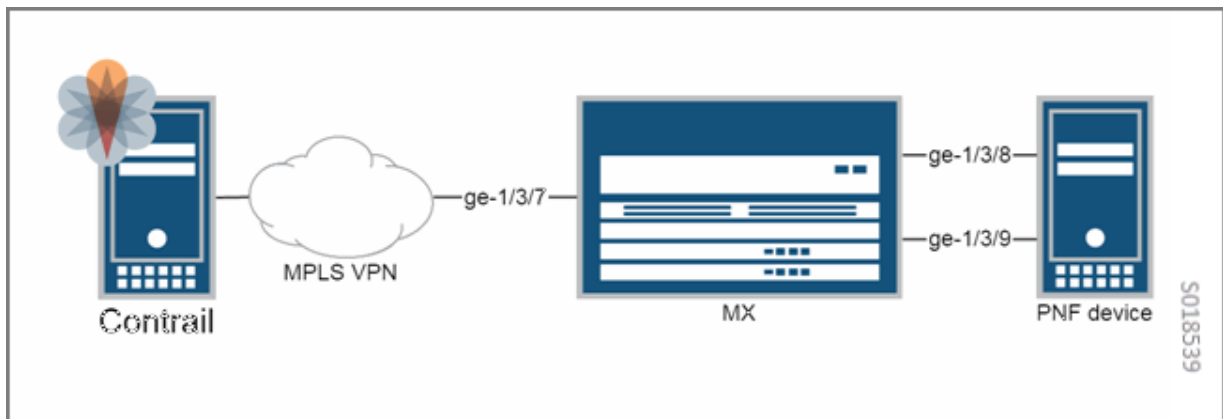 ge-1/3/8
ge-1/3/7
ge-1/3/9
MPLS VPN
Contrail
MX
PNF device
S018539